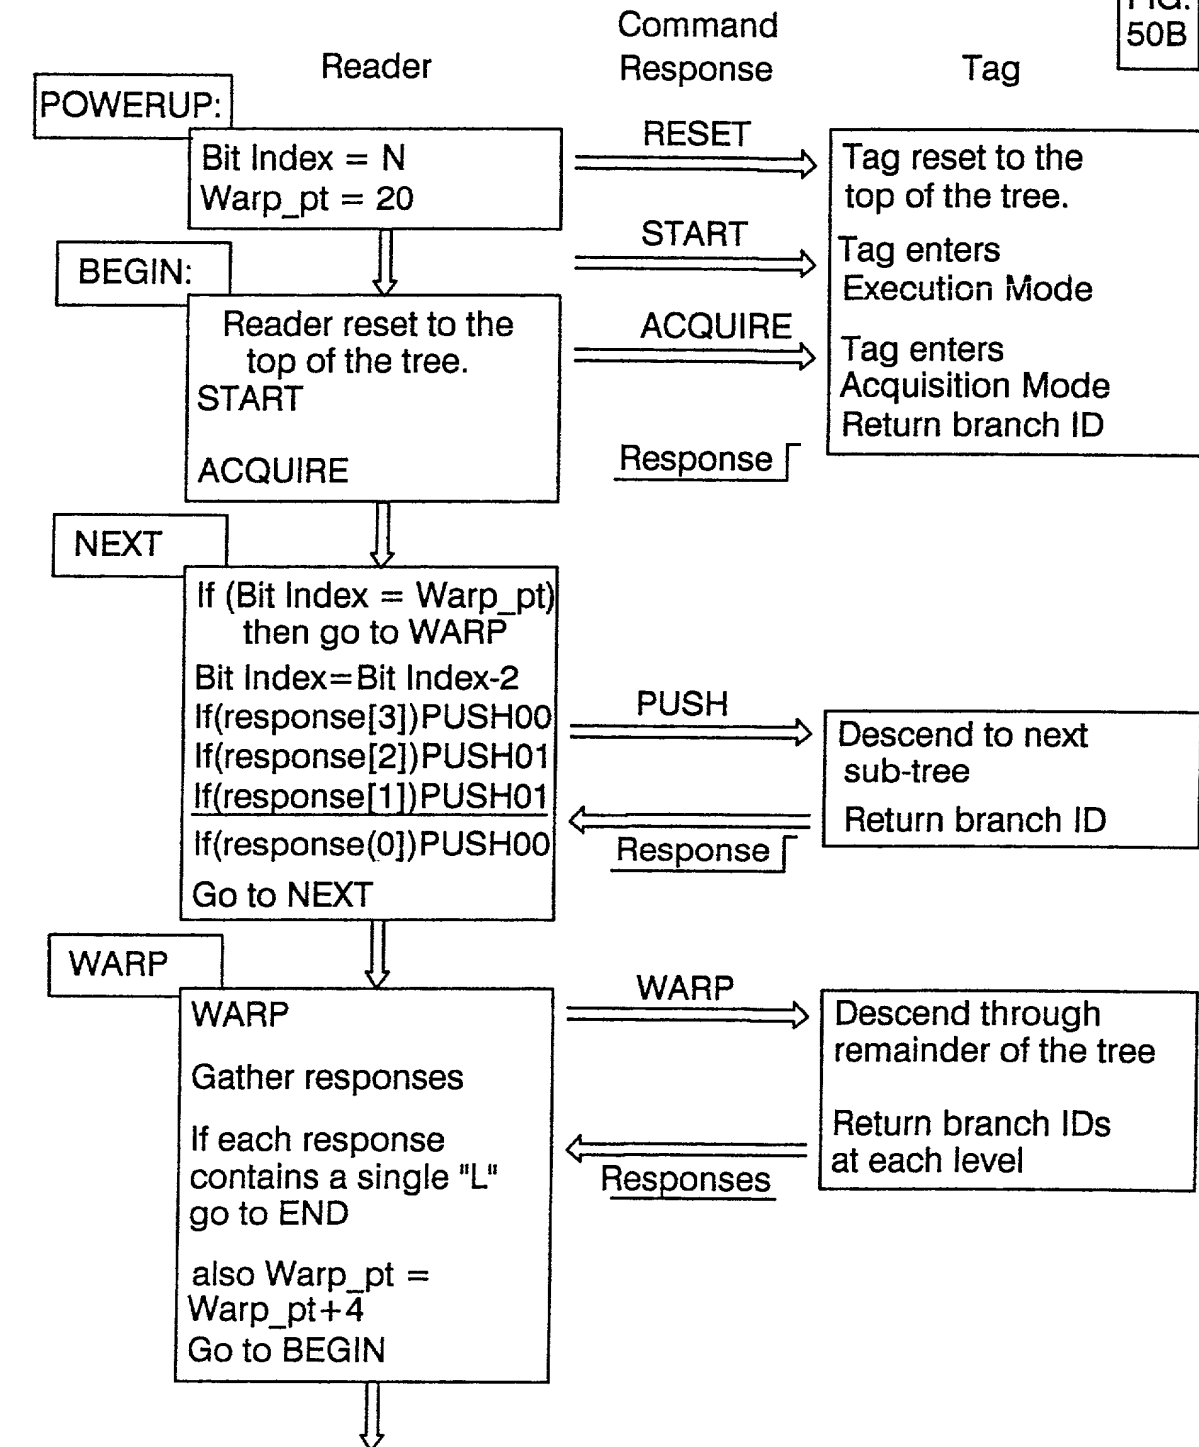 FIG.
50B
Command
Reader Response Tag
POWERUP:
Bit Index = N
Warp_pt = 20
RESET
Tag reset to the
top of the tree.
START
Tag enters
Execution Mode
BEGIN:
Reader reset to the
top of the tree.
START
ACQUIRE
ACQUIRE
Tag enters
Acquisition Mode
Return branch ID
Response
NEXT
If (Bit Index = Warp_pt)
then go to WARP
Bit Index=Bit Index-2
If(response[3])PUSH00
If(response[2])PUSH01
If(response[1])PUSH01
If(response(0])PUSH00
Go to NEXT
PUSH
Descend to next
sub-tree
Return branch ID
Response
WARP
WARP
Gather responses
If each response
contains a single "L"
go to END
also Warp_pt =
Warp_pt+4
Go to BEGIN
WARP
Descend through
remainder of the tree
Return branch IDs
at each level
Responses